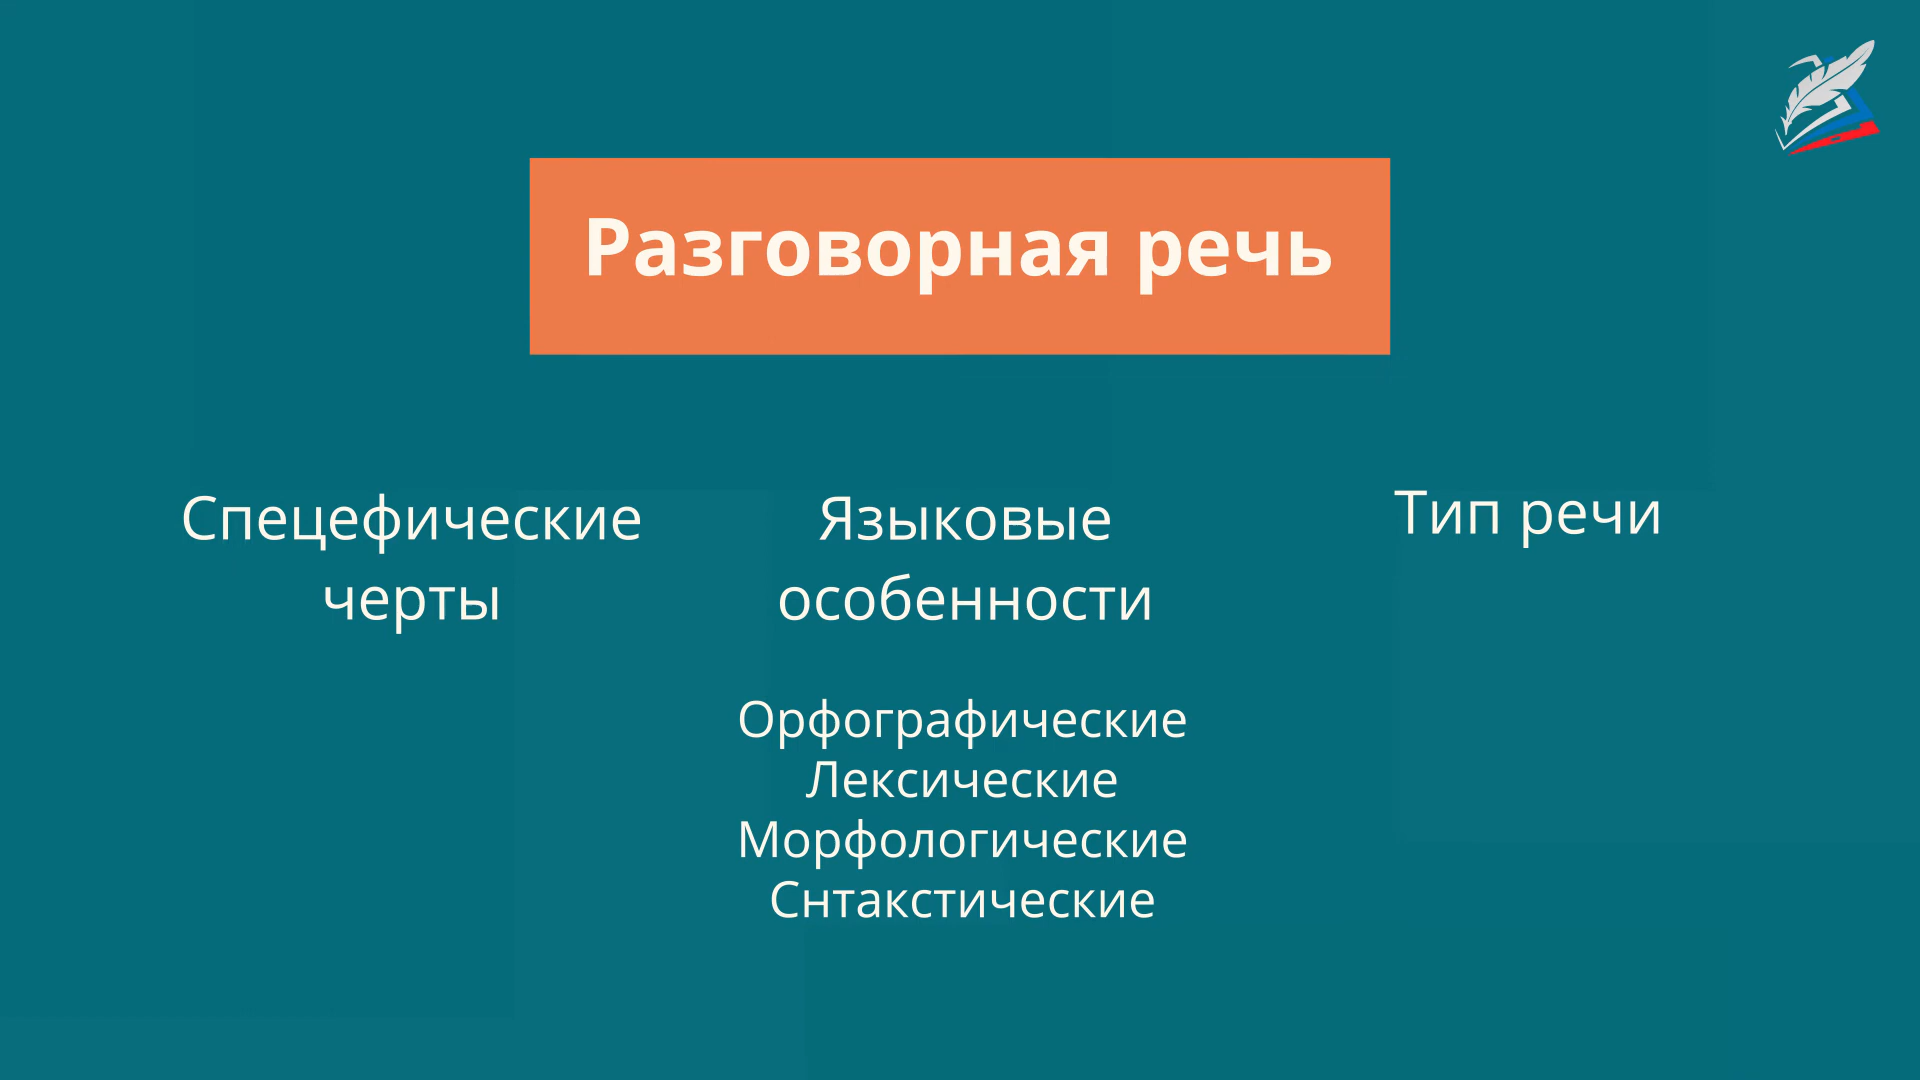 Разговорная речь
Спецефические
черты
Языковые
особенности
Орфографические
Лексические
Морфологические
Снтакстические
Тип речи